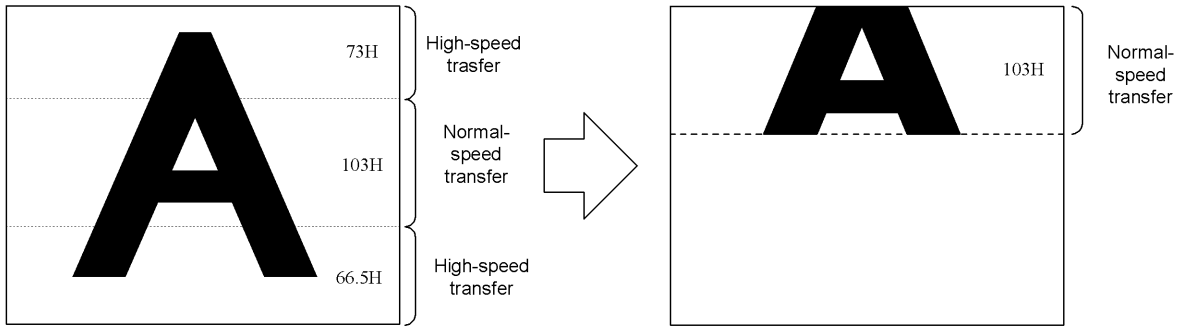 73H
High-speed
trasfer
103H
Normal-
speed
transfer
66.5H
High-speed
transfer
A
103H
Normal-
speed
transfer
A